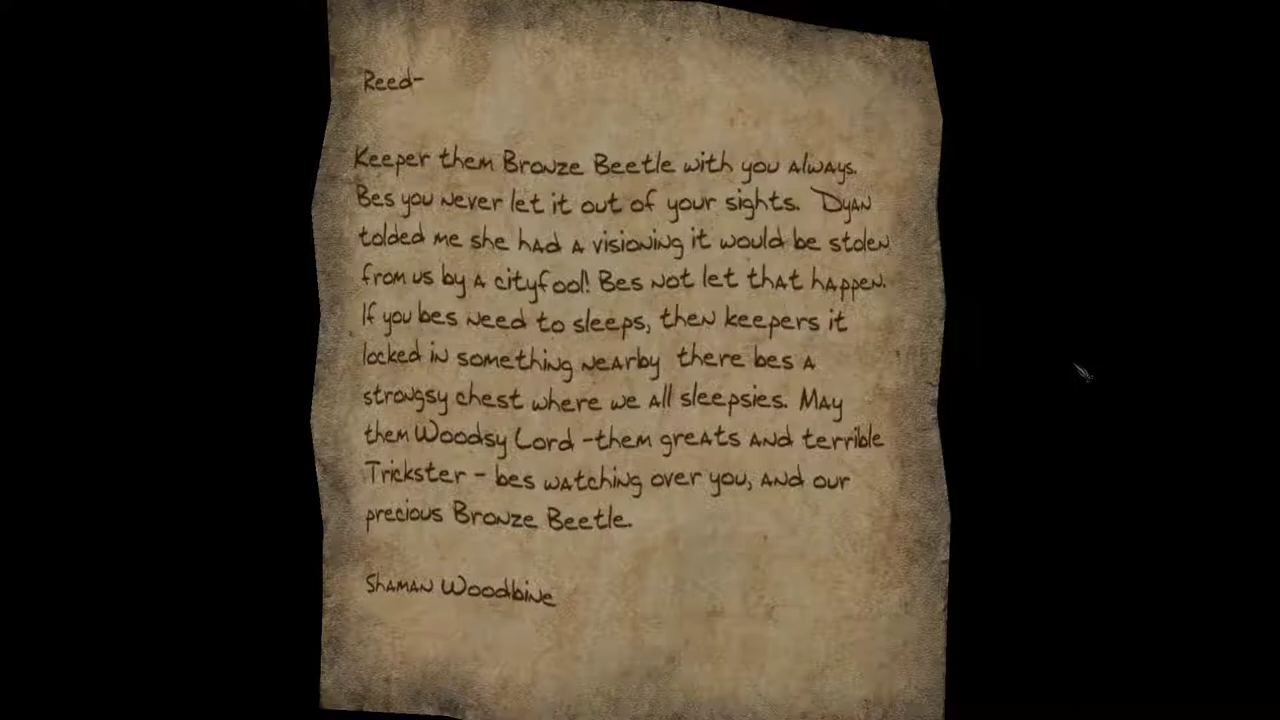 Reed-
Keeper them Bronze Beetle with you always.
Bes you never let it out of your sights. Dyan
tolded me she had a visioning it would be stolen
from us by a cityfool! Bes not let that happen.
If you bes need to sleeps, then keepers it
locked in something nearby there bes a
strongsy chest where we all sleepsies. May
them Woodsy Lord -them greats and terrible
Trickster - bes watching over you, and our
precious Bronze Beetle.
Shaman Woodbine